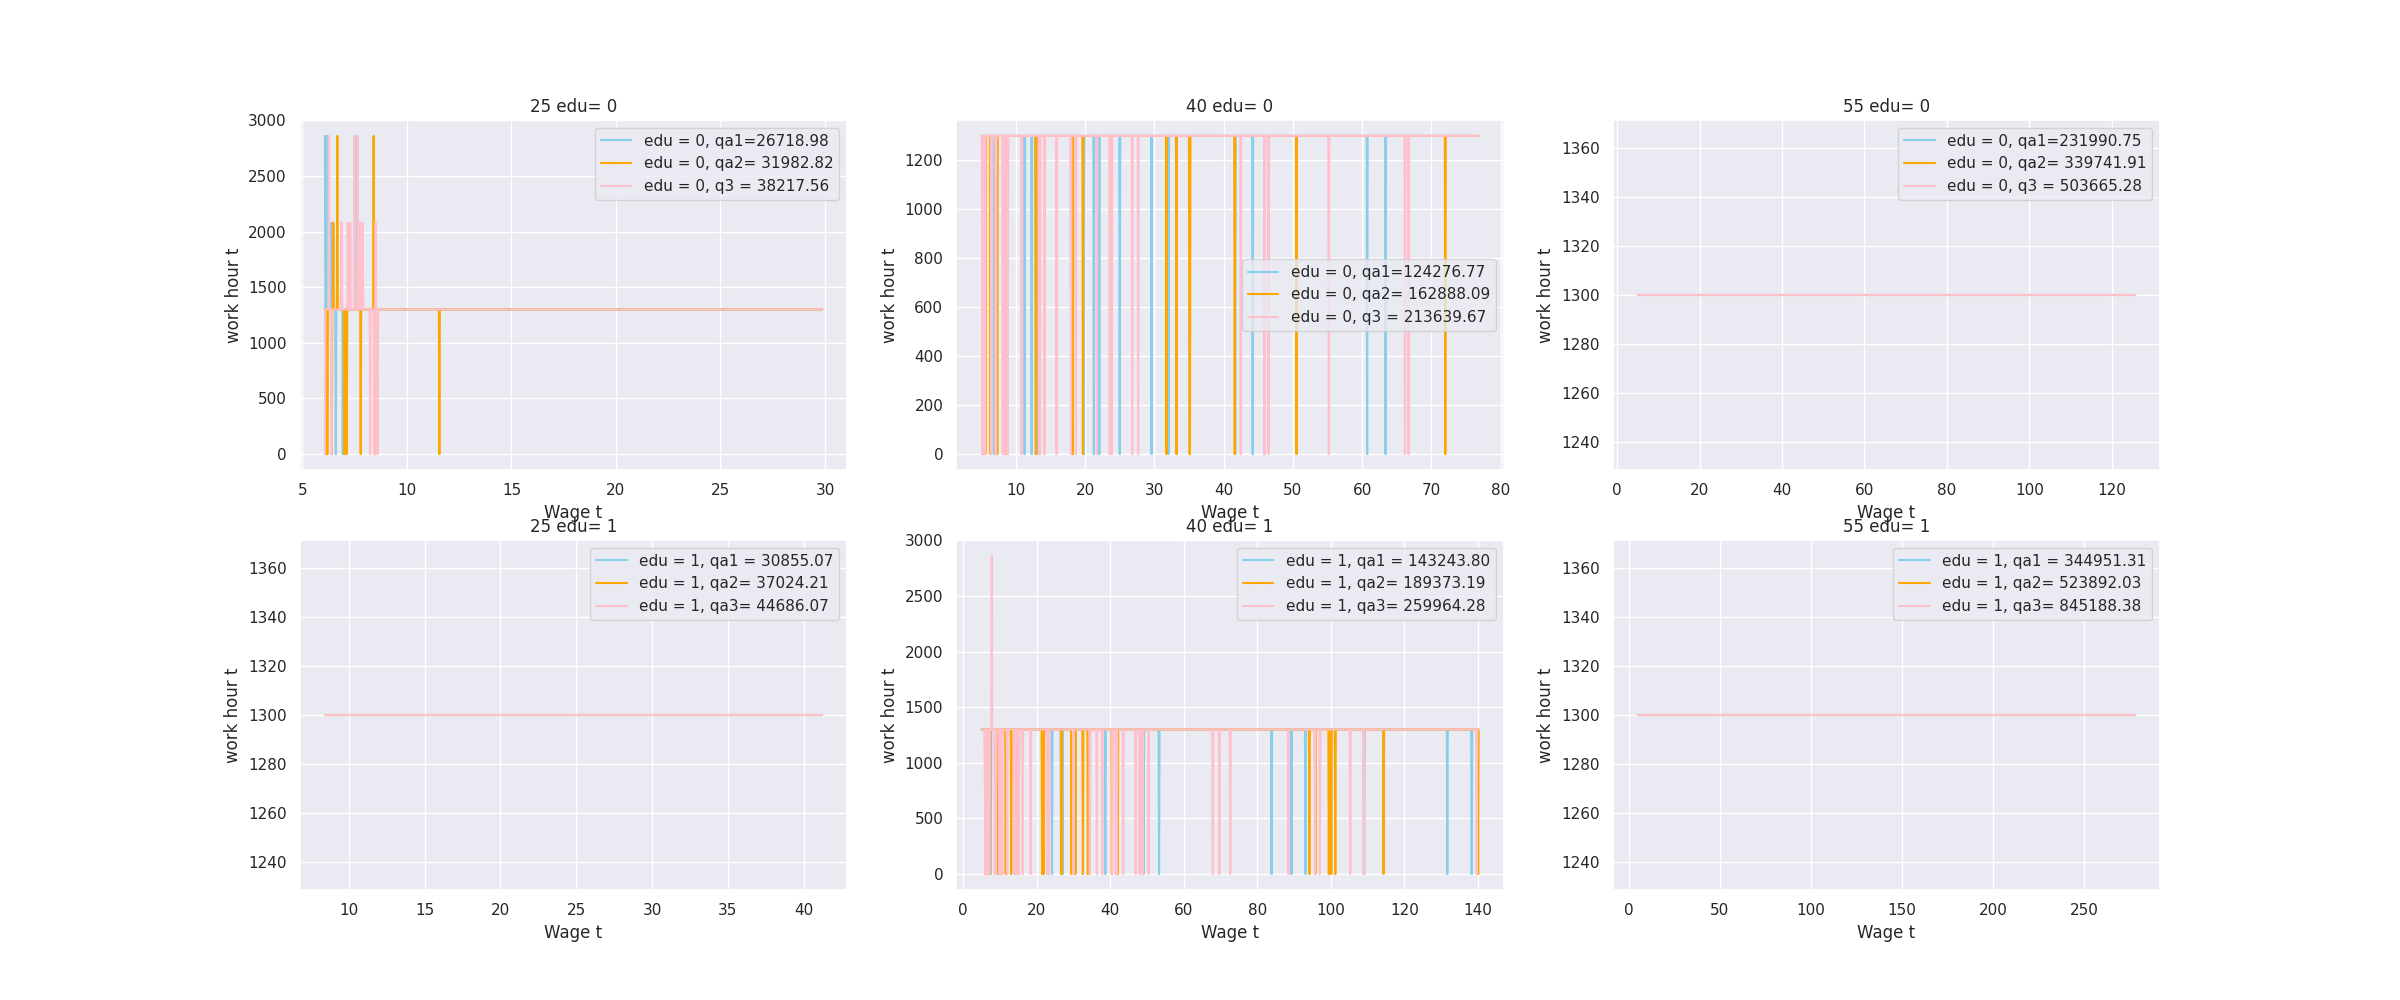 25 edu= 0
3000
2500
2000
1500
1000
500
0
work hour t
edu = 0, qa1=26718.98
edu = 0, qa2= 31982.82
edu = 0, q3 = 38217.56
5 10 15 20 25 30
Wage t
40 edu= 0
1200
1000
800
600
400
200
0
work hour t
edu = 0, qa1=124276.77
edu = 0, qa2= 162888.09
edu = 0, q3 = 213639.67
10 20 30 40 50 60 70 80
Wage t
55 edu= 0
1360
1340
1320
1300
1280
1260
1240
work hour t
edu = 0, qa1=231990.75
edu = 0, qa2= 339741.91
edu = 0, q3 = 503665.28
0 20 40 60 80 100 120
Wage t
25 edu= 1
1360
1340
1320
1300
1280
1260
1240
work hour t
edu = 1, qa1 = 30855.07
edu = 1, qa2= 37024.21
edu = 1, qa3= 44686.07
10 15 20 25 30 35 40
Wage t
40 edu= 1
3000
2500
2000
1500
1000
500
0
work hour t
edu = 1, qa1 = 143243.80
edu = 1, qa2= 189373.19
edu = 1, qa3= 259964.28
0 20 40 60 80 100 120 140
Wage t
55 edu= 1
1360
1340
1320
1300
1280
1260
1240
work hour t
edu = 1, qa1 = 344951.31
edu = 1, qa2= 523892.03
edu = 1, qa3= 845188.38
0 50 100 150 200 250
Wage t